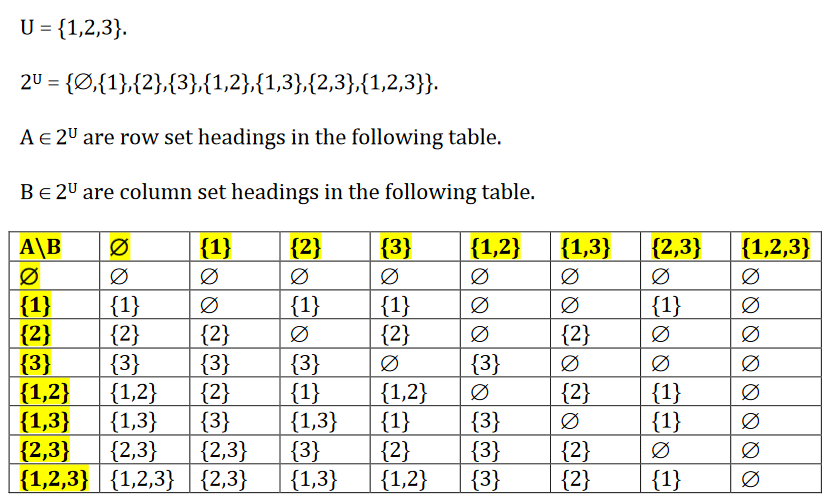 U = {1,2,3}.
2ᵁ = {∅,{1},{2},{3},{1,2},{1,3},{2,3},{1,2,3}}.
A ∈ 2ᵁ are row set headings in the following table.
B ∈ 2ᵁ are column set headings in the following table.
A\B ∅ {1} {2} {3} {1,2} {1,3} {2,3} {1,2,3}
∅ ∅ ∅ ∅ ∅ ∅ ∅ ∅ ∅
{1} {1} ∅ {1} {1} ∅ ∅ {1} ∅
{2} {2} {2} ∅ {2} ∅ {2} ∅ ∅
{3} {3} {3} {3} ∅ {3} ∅ ∅ ∅
{1,2} {1,2} {2} {1} {1,2} ∅ {2} {1} ∅
{1,3} {1,3} {3} {1,3} {1} {3} ∅ {1} ∅
{2,3} {2,3} {2,3} {3} {2} {3} {2} ∅ ∅
{1,2,3} {1,2,3} {2,3} {1,3} {1,2} {3} {2} {1} ∅